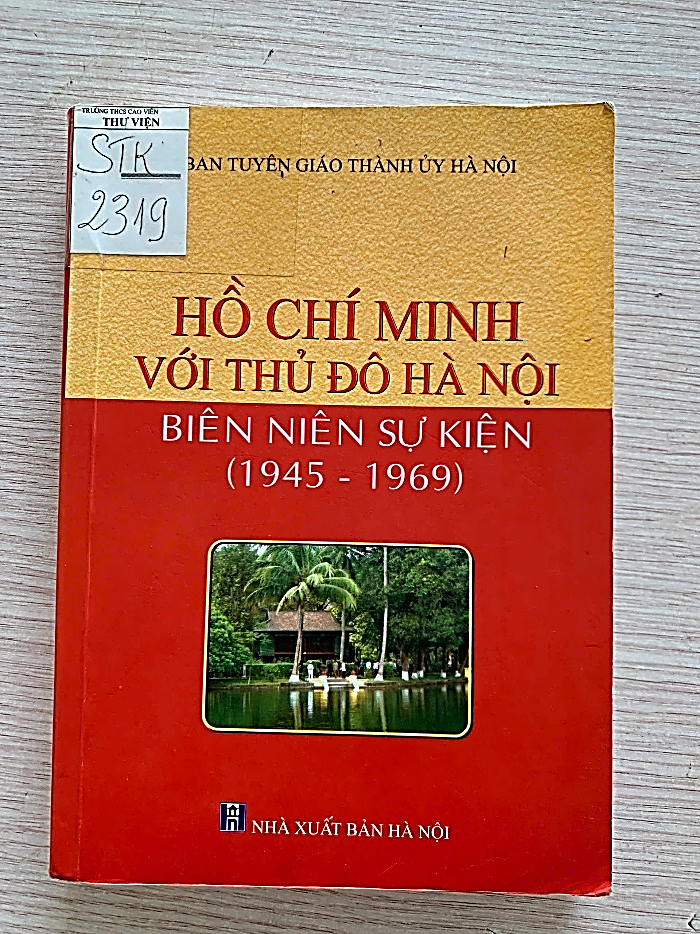 TRƯỜNG THCS CAO VIÊN
THƯ VIỆN
STK
2319
BAN TUYÊN GIÁO THÀNH ỦY HÀ NỘI
HỒ CHÍ MINH
VỚI THỦ ĐÔ HÀ NỘI
BIÊN NIÊN SỰ KIỆN
(1945 - 1969)
NHÀ XUẤT BẢN HÀ NỘI